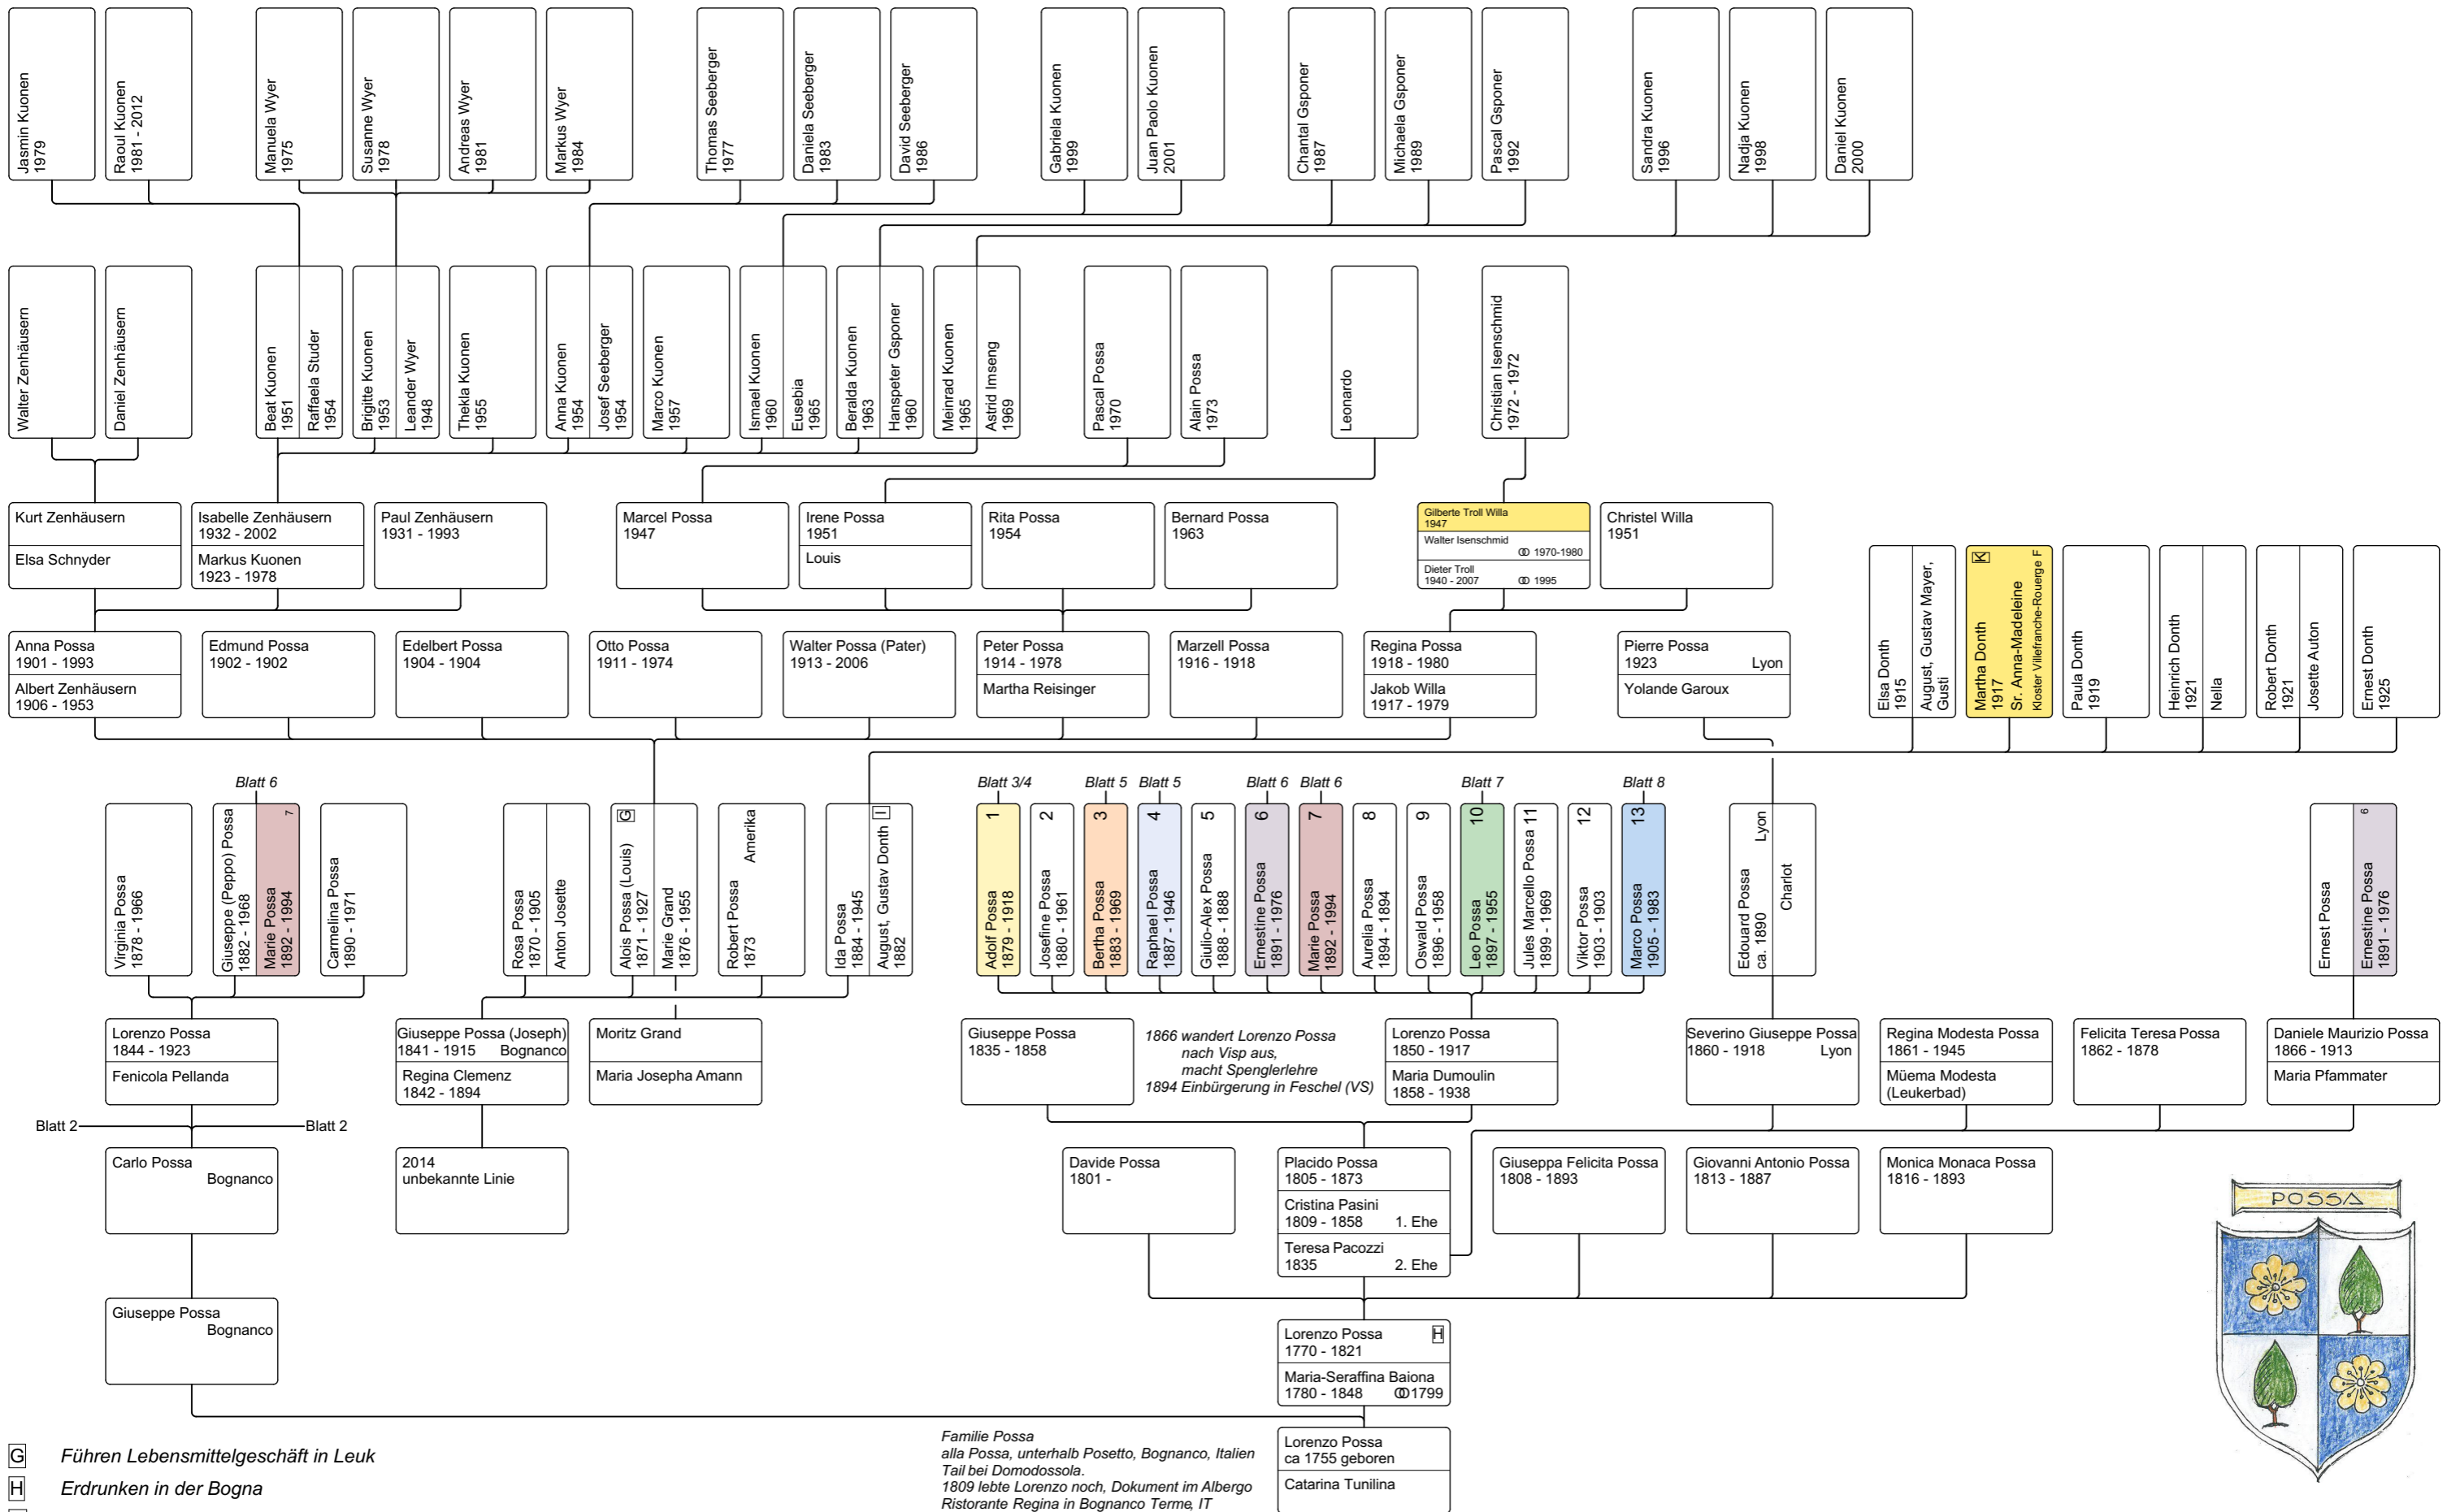 Jasmin Kuonen
1979
Raoul Kuonen
1981 - 2012
Manuela Wyer
1975
Susanne Wyer
1978
Andreas Wyer
1981
Markus Wyer
1984
Thomas Seeberger
1977
Daniela Seeberger
1983
David Seeberger
1986
Gabriela Kuonen
1999
Juan Paolo Kuonen
2001
Chantal Gsponer
1987
Michaela Gsponer
1989
Pascal Gsponer
1992
Sandra Kuonen
1996
Nadja Kuonen
1998
Daniel Kuonen
2000
Walter Zenhäusern
Daniel Zenhäusern
Beat Kuonen
1951
Raffaela Studer
1954
Brigitte Kuonen
1953
Leander Wyer
1948
Thekla Kuonen
1955
Anna Kuonen
1954
Josef Seeberger
1954
Marco Kuonen
1957
Ismael Kuonen
1960
Eusebia
1965
Beralda Kuonen
1963
Hanspeter Gsponer
1960
Meinrad Kuonen
1965
Astrid Imseng
1969
Pascal Possa
1970
Alain Possa
1973
Leonardo
Christian Isenschmid
1972 - 1972
Kurt Zenhäusern
Elsa Schnyder
Isabelle Zenhäusern
1932 - 2002
Markus Kuonen
1923 - 1978
Paul Zenhäusern
1931 - 1993
Marcel Possa
1947
Irene Possa
1951
Louis
Rita Possa
1954
Bernard Possa
1963
Gilberte Troll Willa
1947
Walter Isenschmid
⚭ 1970-1980
Dieter Troll
1940 - 2007 ⚭ 1995
Christel Willa
1951
Elsa Donth
1915
August, Gustav Mayer,
Gusti
Martha Donth K
1917
Sr. Anna-Madeleine
Kloster Villefranche-Rouerge F
Paula Donth
1919
Heinrich Donth
1921
Nella
Robert Donth
1921
Josette Auton
Ernest Donth
1925
Anna Possa
1901 - 1993
Albert Zenhäusern
1906 - 1953
Edmund Possa
1902 - 1902
Edelbert Possa
1904 - 1904
Otto Possa
1911 - 1974
Walter Possa (Pater)
1913 - 2006
Peter Possa
1914 - 1978
Martha Reisinger
Marzell Possa
1916 - 1918
Regina Possa
1918 - 1980
Jakob Willa
1917 - 1979
Pierre Possa
1923 Lyon
Yolande Garoux
Blatt 6
Blatt 3/4
Blatt 5
Blatt 5
Blatt 6
Blatt 6
Blatt 7
Blatt 8
Virginia Possa
1878 - 1966
Giuseppe (Peppo) Possa
1882 - 1968
Marie Possa 7
1892 - 1994
Carmelina Possa
1890 - 1971
Rosa Possa
1870 - 1905
Anton Josette
Alois Possa (Louis) G
1871 - 1927
Marie Grand
1876 - 1955
Robert Possa
1873 Amerika
Ida Possa
1884 - 1945
August, Gustav Donth I
1882
Adolf Possa 1
1879 - 1918
Josefine Possa 2
1880 - 1961
Bertha Possa 3
1883 - 1969
Raphael Possa 4
1887 - 1946
Giulio-Alex Possa 5
1888 - 1888
Ernestine Possa 6
1891 - 1976
Marie Possa 7
1892 - 1994
Aurelia Possa 8
1894 - 1894
Oswald Possa 9
1896 - 1958
Leo Possa 10
1897 - 1955
Jules Marcello Possa 11
1899 - 1969
Viktor Possa 12
1903 - 1903
Marco Possa 13
1905 - 1983
Edouard Possa
ca. 1890 Lyon
Charlot
Ernest Possa
Ernestine Possa 6
1891 - 1976
Lorenzo Possa
1844 - 1923
Fenicola Pellanda
Giuseppe Possa (Joseph)
1841 - 1915 Bognanco
Regina Clemenz
1842 - 1894
Moritz Grand
Maria Josepha Amann
Giuseppe Possa
1835 - 1858
1866 wandert Lorenzo Possa
nach Visp aus,
macht Spenglerlehre
1894 Einbürgerung in Feschel (VS)
Lorenzo Possa
1850 - 1917
Maria Dumoulin
1858 - 1938
Severino Giuseppe Possa
1860 - 1918 Lyon
Regina Modesta Possa
1861 - 1945
Müema Modesta
(Leukerbad)
Felicita Teresa Possa
1862 - 1878
Daniele Maurizio Possa
1866 - 1913
Maria Pfammater
Blatt 2
Blatt 2
Carlo Possa
Bognanco
2014
unbekannte Linie
Davide Possa
1801 -
Placido Possa
1805 - 1873
Cristina Pasini
1809 - 1858 1. Ehe
Teresa Pacozzi
1835 2. Ehe
Giuseppa Felicita Possa
1808 - 1893
Giovanni Antonio Possa
1813 - 1887
Monica Monaca Possa
1816 - 1893
POSSA
Giuseppe Possa
Bognanco
Lorenzo Possa H
1770 - 1821
Maria-Seraffina Baiona
1780 - 1848 ⚭1799
G Führen Lebensmittelgeschäft in Leuk
H Erdrunken in der Bogna
Familie Possa
alla Possa, unterhalb Posetto, Bognanco, Italien
Tail bei Domodossola.
1809 lebte Lorenzo noch, Dokument im Albergo
Ristorante Regina in Bognanco Terme, IT
Lorenzo Possa
ca 1755 geboren
Catarina Tunilina